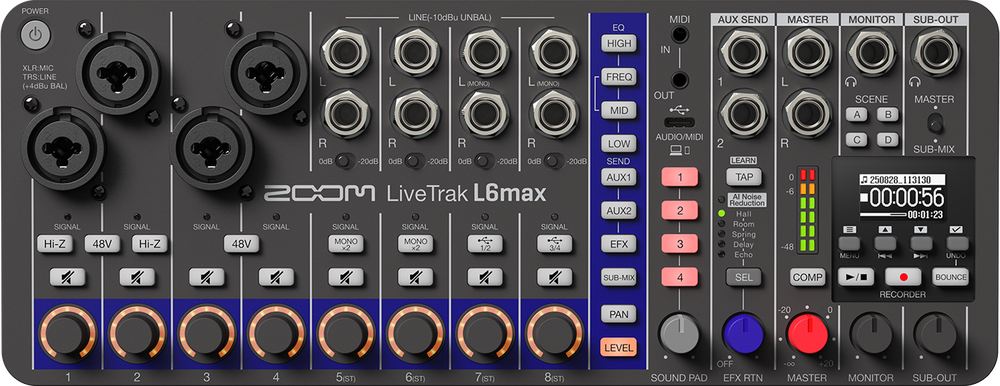 POWER
XLR:MIC
TRS:LINE
(+4dBu BAL)
LINE(-10dBu UNBAL)
L
L
L(MONO)
L(MONO)
R
R
R
R
0dB -20dB
0dB -20dB
0dB -20dB
0dB -20dB
ZOOM LiveTrak L6max
SIGNAL
SIGNAL
SIGNAL
SIGNAL
SIGNAL
SIGNAL
SIGNAL
SIGNAL
Hi-Z
48V
Hi-Z
48V
MONO
×2
MONO
×2
1/2
3/4
1
2
3
4
5(ST)
6(ST)
7(ST)
8(ST)
EQ
HIGH
FREQ
MID
LOW
SEND
AUX1
AUX2
EFX
SUB-MIX
PAN
LEVEL
MIDI
IN
OUT
AUDIO/MIDI
1
2
3
4
SOUND PAD
AUX SEND
1
2
LEARN
TAP
AI Noise
Reduction
Hall
Room
Spring
Delay
Echo
SEL
OFF
EFX RTN
MASTER
L
R
0
-6
-48
COMP
-20
0
-∞
+20
MASTER
MONITOR
SCENE
A
B
C
D
SUB-OUT
MASTER
SUB-MIX
250828_113130
00:00:56
00:01:23
MENU
UNDO
BOUNCE
RECORDER
MONITOR
SUB-OUT